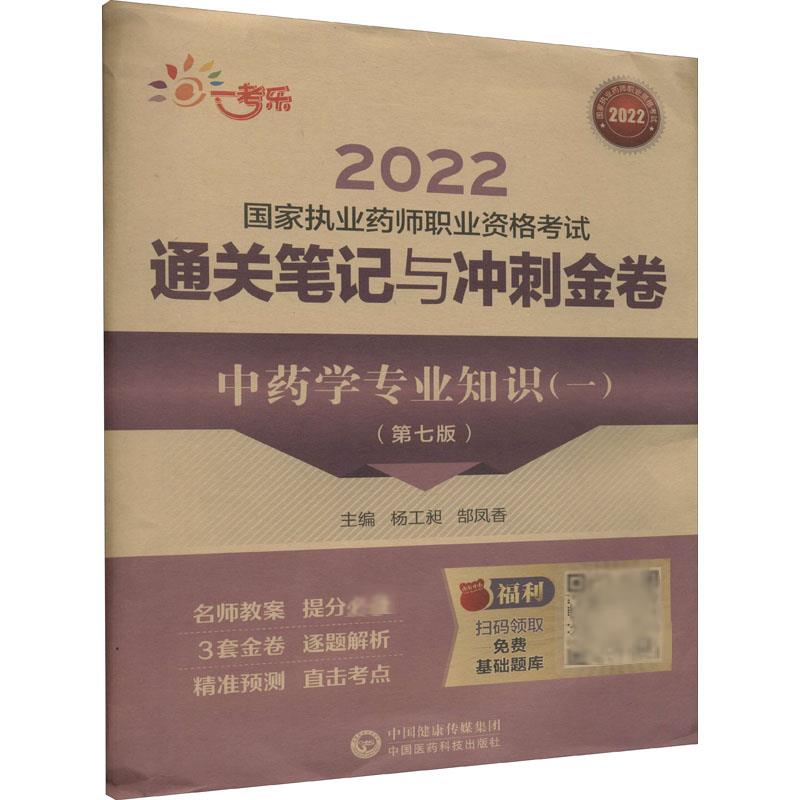 一考乐
国家执业药师职业资格考试
2022
2022
国家执业药师职业资格考试
通关笔记与冲刺金卷
中药学专业知识(一)
(第七版)
主编 杨工昶 郜凤香
名师教案 提分
3套金卷 逐题解析
精准预测 直击考点
福利
扫码领取
免费
基础题库
中国健康传媒集团
中国医药科技出版社